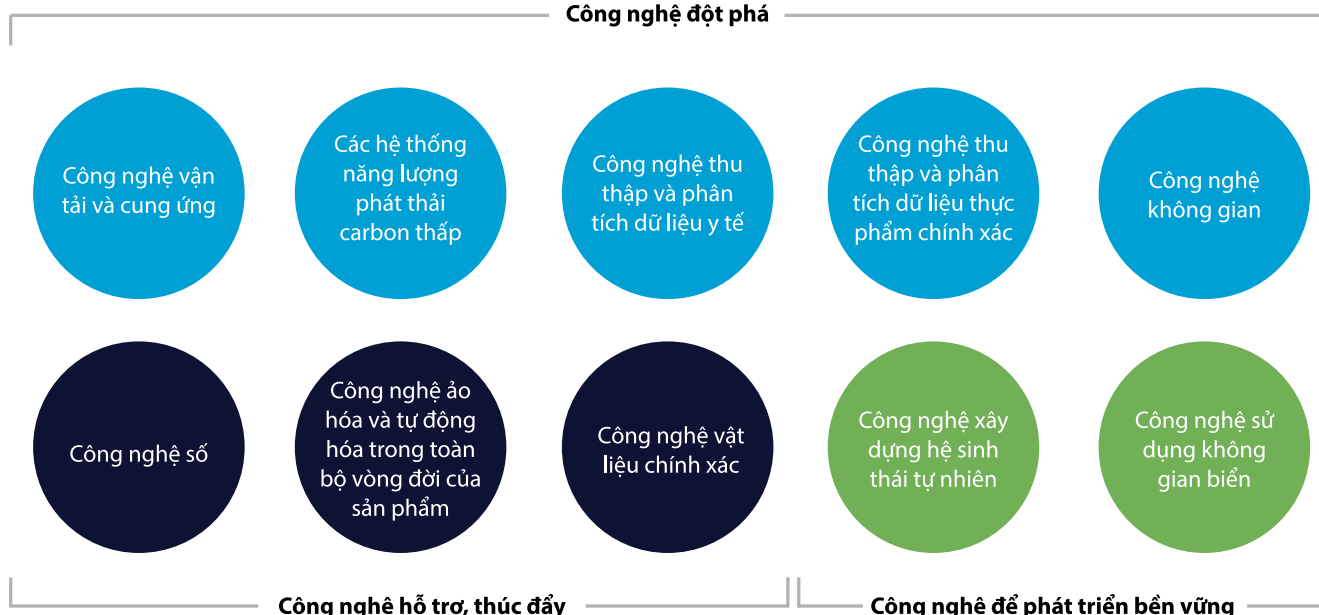 Công nghệ đột phá
Công nghệ vận
tải và cung ứng
Các hệ thống
năng lượng
phát thải
carbon thấp
Công nghệ thu
thập và phân
tích dữ liệu y tế
Công nghệ thu
thập và phân
tích dữ liệu thực
phẩm chính xác
Công nghệ
không gian
Công nghệ số
Công nghệ ảo
hóa và tự động
hóa trong toàn
bộ vòng đời của
sản phẩm
Công nghệ vật
liệu chính xác
Công nghệ xây
dựng hệ sinh
thái tự nhiên
Công nghệ sử
dụng không
gian biển
Công nghệ hỗ trợ, thúc đẩy
Công nghệ để phát triển bền vững